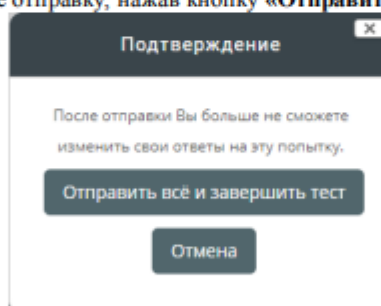 отправку, нажав кнопку «Отправит
Подтверждение
После отправки Вы больше не сможете
изменить свои ответы на эту попытку.
Отправить всё и завершить тест
Отмена